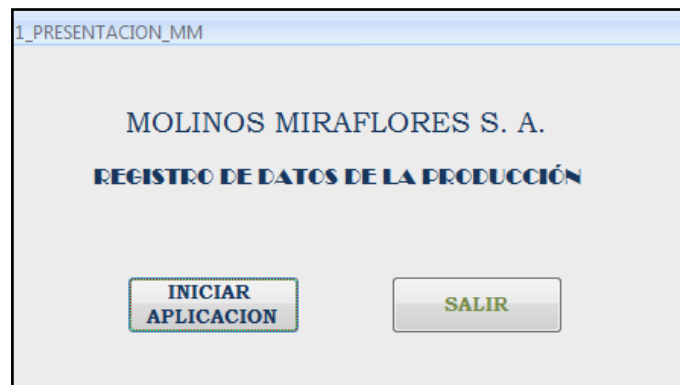 1_PRESENTACION_MM
MOLINOS MIRAFLORES S. A.
REGISTRO DE DATOS DE LA PRODUCCIÓN
INICIAR
APLICACION
SALIR